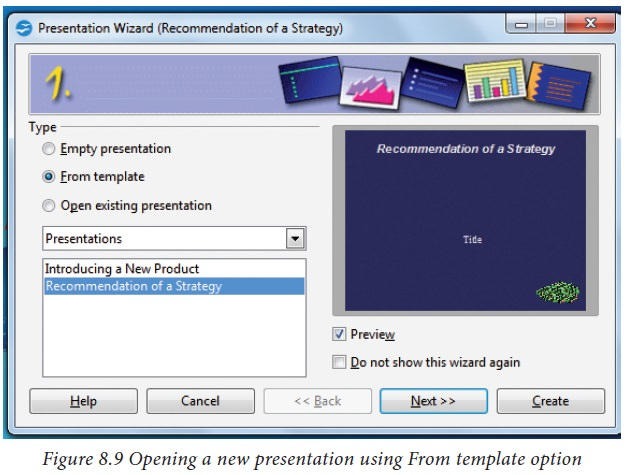 Presentation Wizard (Recommendation of a Strategy)
1.
Type
Empty presentation
From template
Open existing presentation
Presentations
Introducing a New Product
Recommendation of a Strategy
Recommendation of a Strategy
Title
Preview
Do not show this wizard again
Help Cancel << Back Next >> Create
Figure 8.9 Opening a new presentation using From template option